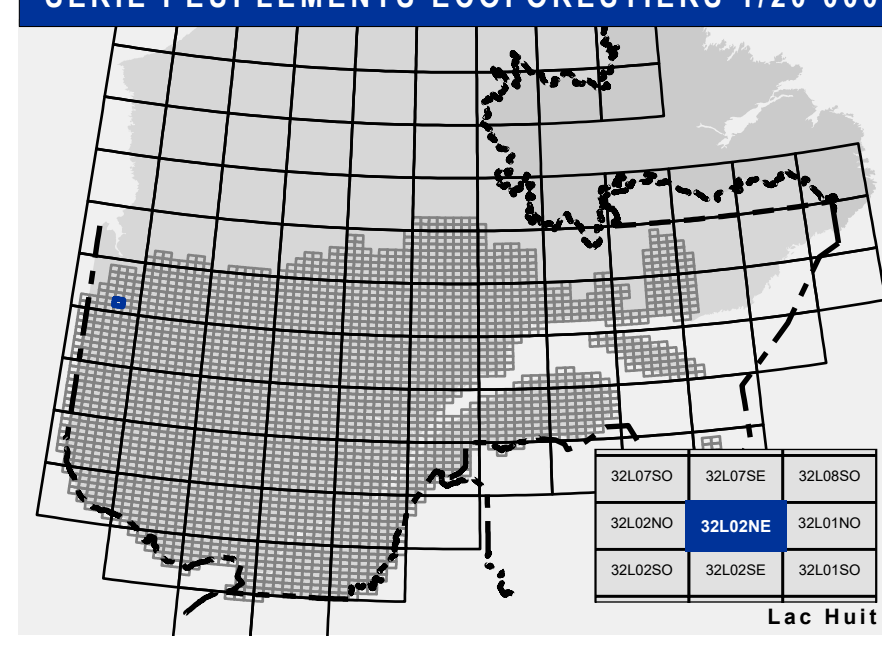 SÉRIE PEUPLEMENTS ÉCOFORESTIERS 1/20 000
32L07SO 32L07SE 32L08SO
32L02NO 32L02NE 32L01NO
32L02SO 32L02SE 32L01SO
Lac Huit